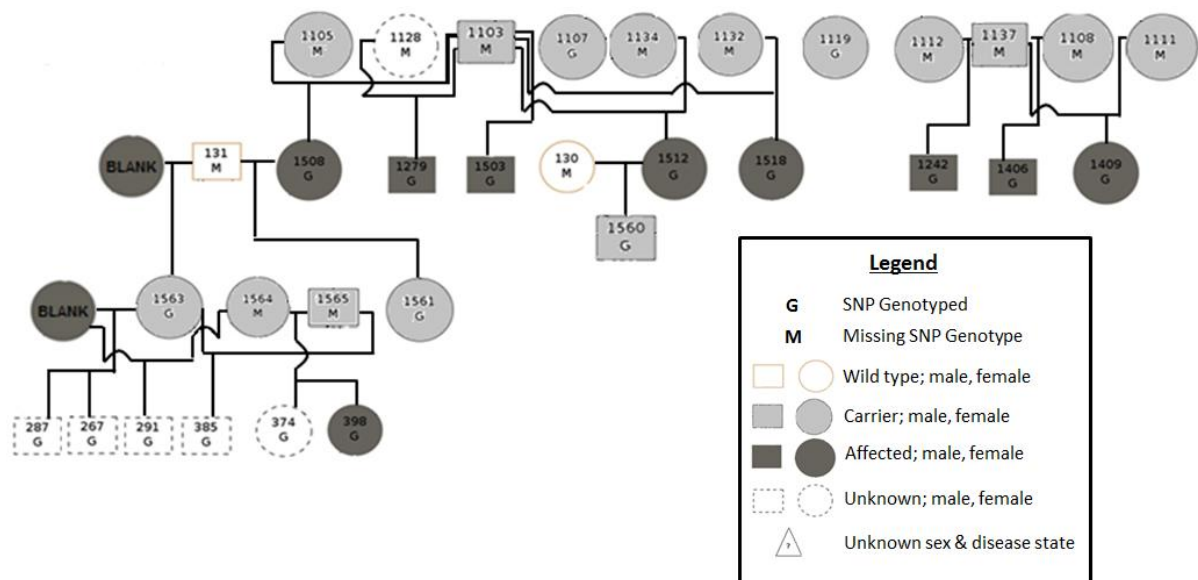 1105
M
1128
M
1103
M
1107
G
1134
M
1132
M
1119
G
1112
M
1137
M
1108
M
1111
M
BLANK
131
M
1508
G
1279
G
1503
G
130
M
1512
G
1518
G
1242
G
1406
G
1409
G
1560
G
BLANK
1563
G
1564
M
1565
M
1561
G
287
G
267
G
291
G
385
G
374
G
398
G
Legend
G SNP Genotyped
M Missing SNP Genotype
Wild type; male, female
Carrier; male, female
Affected; male, female
Unknown; male, female
? Unknown sex & disease state